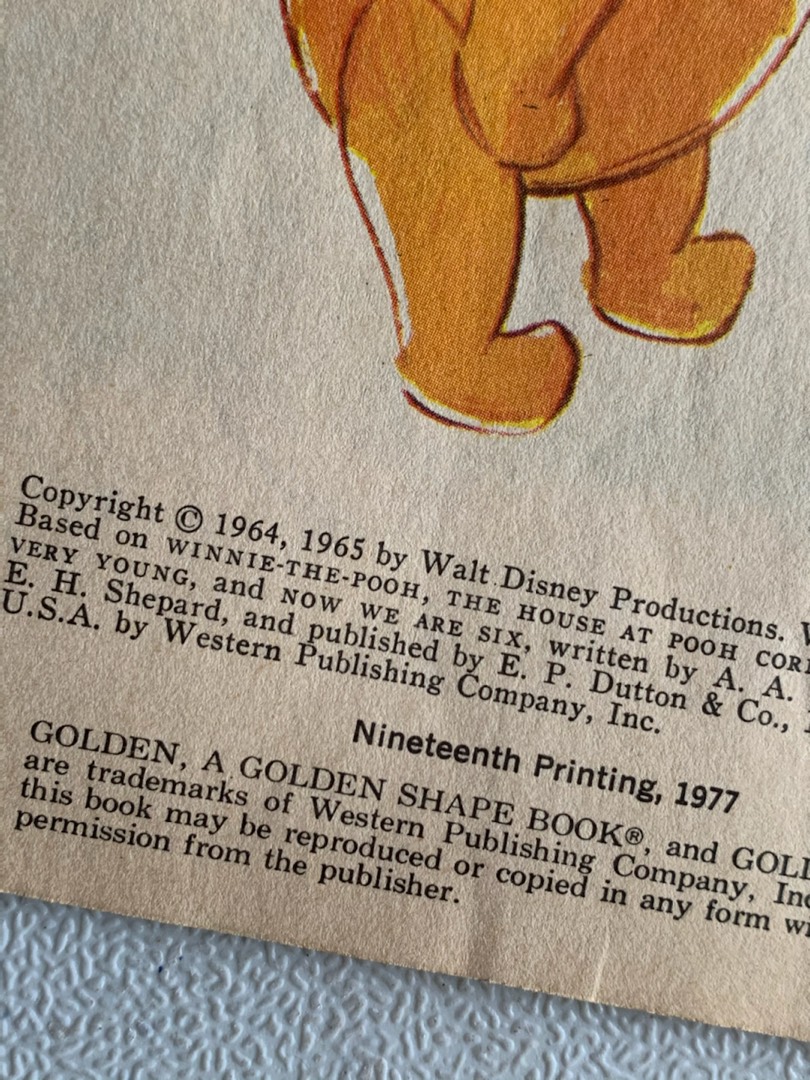 Copyright © 1964, 1965 by Walt Disney Productions.
Based on WINNIE-THE-POOH, THE HOUSE AT POOH
VERY YOUNG, and NOW WE ARE SIX, written by A. A.
E. H. Shepard, and published by E. P. Dutton & Co.,
U.S.A. by Western Publishing Company, Inc.
Nineteenth Printing, 1977
GOLDEN, A GOLDEN SHAPE BOOK®, and
are trademarks of Western Publishing Company,
this book may be reproduced or copied in any form
permission from the publisher.